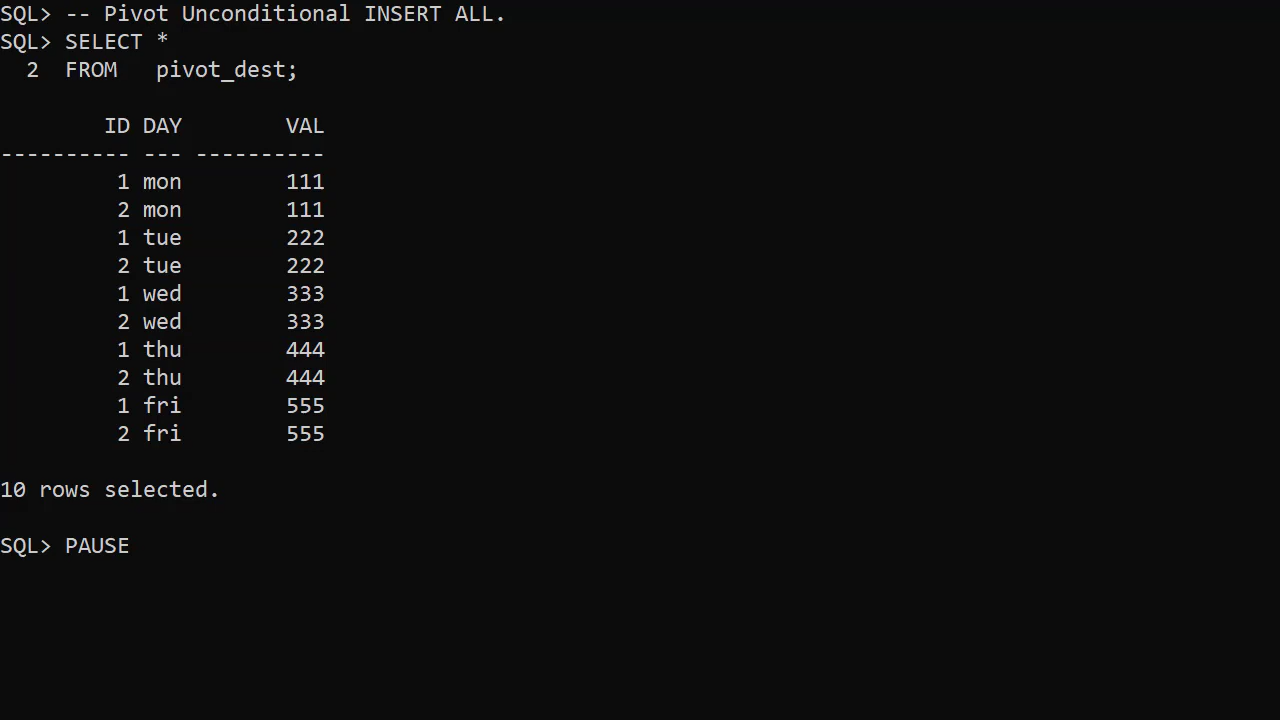 SQL> -- Pivot Unconditional INSERT ALL.
SQL> SELECT *
  2  FROM   pivot_dest;

        ID DAY        VAL
---------- --- ----------
         1 mon        111
         2 mon        111
         1 tue        222
         2 tue        222
         1 wed        333
         2 wed        333
         1 thu        444
         2 thu        444
         1 fri        555
         2 fri        555

10 rows selected.

SQL> PAUSE